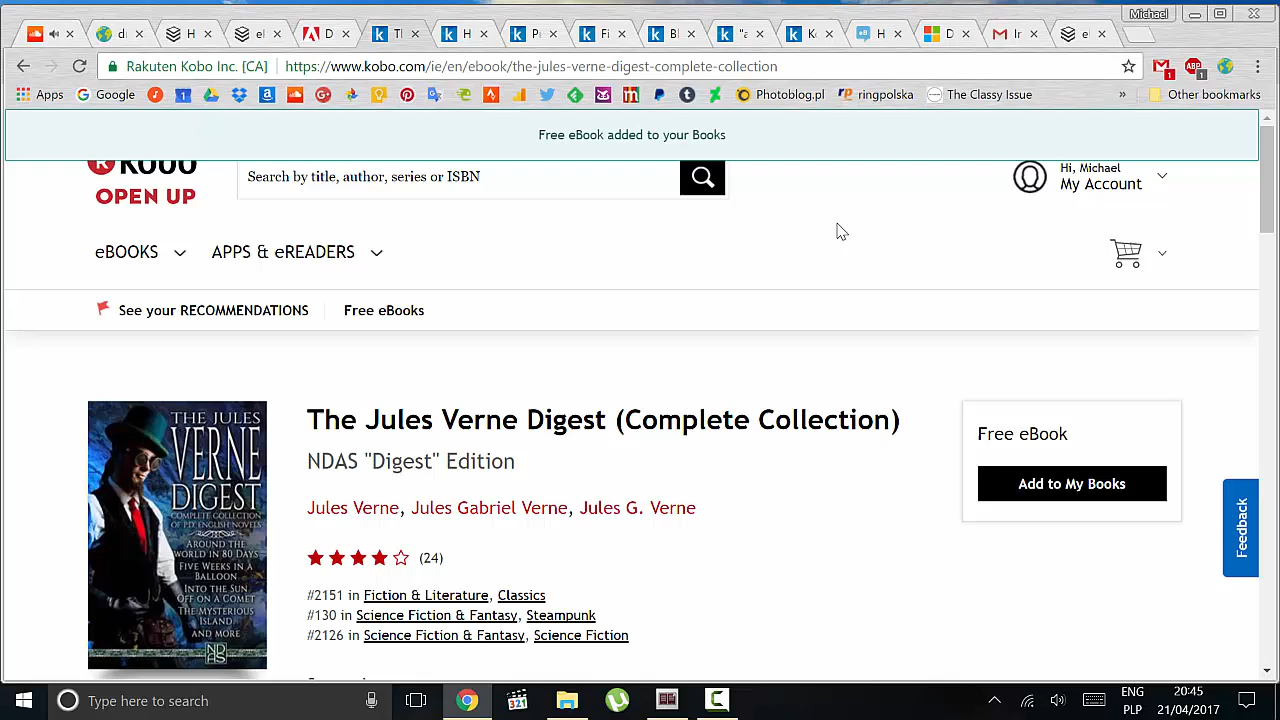 Michael
Rakuten Kobo Inc. [CA]
https://www.kobo.com/ie/en/ebook/the-jules-verne-digest-complete-collection
Apps
Google
Photoblog.pl
ringpolska
The Classy Issue
»
Other bookmarks
Free eBook added to your Books
kobo
OPEN UP
Search by title, author, series or ISBN
Hi, Michael
My Account
eBOOKS
APPS & eREADERS
See your RECOMMENDATIONS
Free eBooks
THE JULES
VERNE
DIGEST
COMPLETE COLLECTION
OF P.D. ENGLISH NOVELS
AROUND THE
WORLD IN 80 DAYS
FIVE WEEKS IN A
BALLOON
INTO THE SUN
OFF ON A COMET
THE MYSTERIOUS
ISLAND
AND MORE
The Jules Verne Digest (Complete Collection)
NDAS "Digest" Edition
Jules Verne, Jules Gabriel Verne, Jules G. Verne
(24)
#2151 in Fiction & Literature, Classics
#130 in Science Fiction & Fantasy, Steampunk
#2126 in Science Fiction & Fantasy, Science Fiction
Free eBook
Add to My Books
Feedback
Type here to search
321
ENG
PLP
20:45
21/04/2017